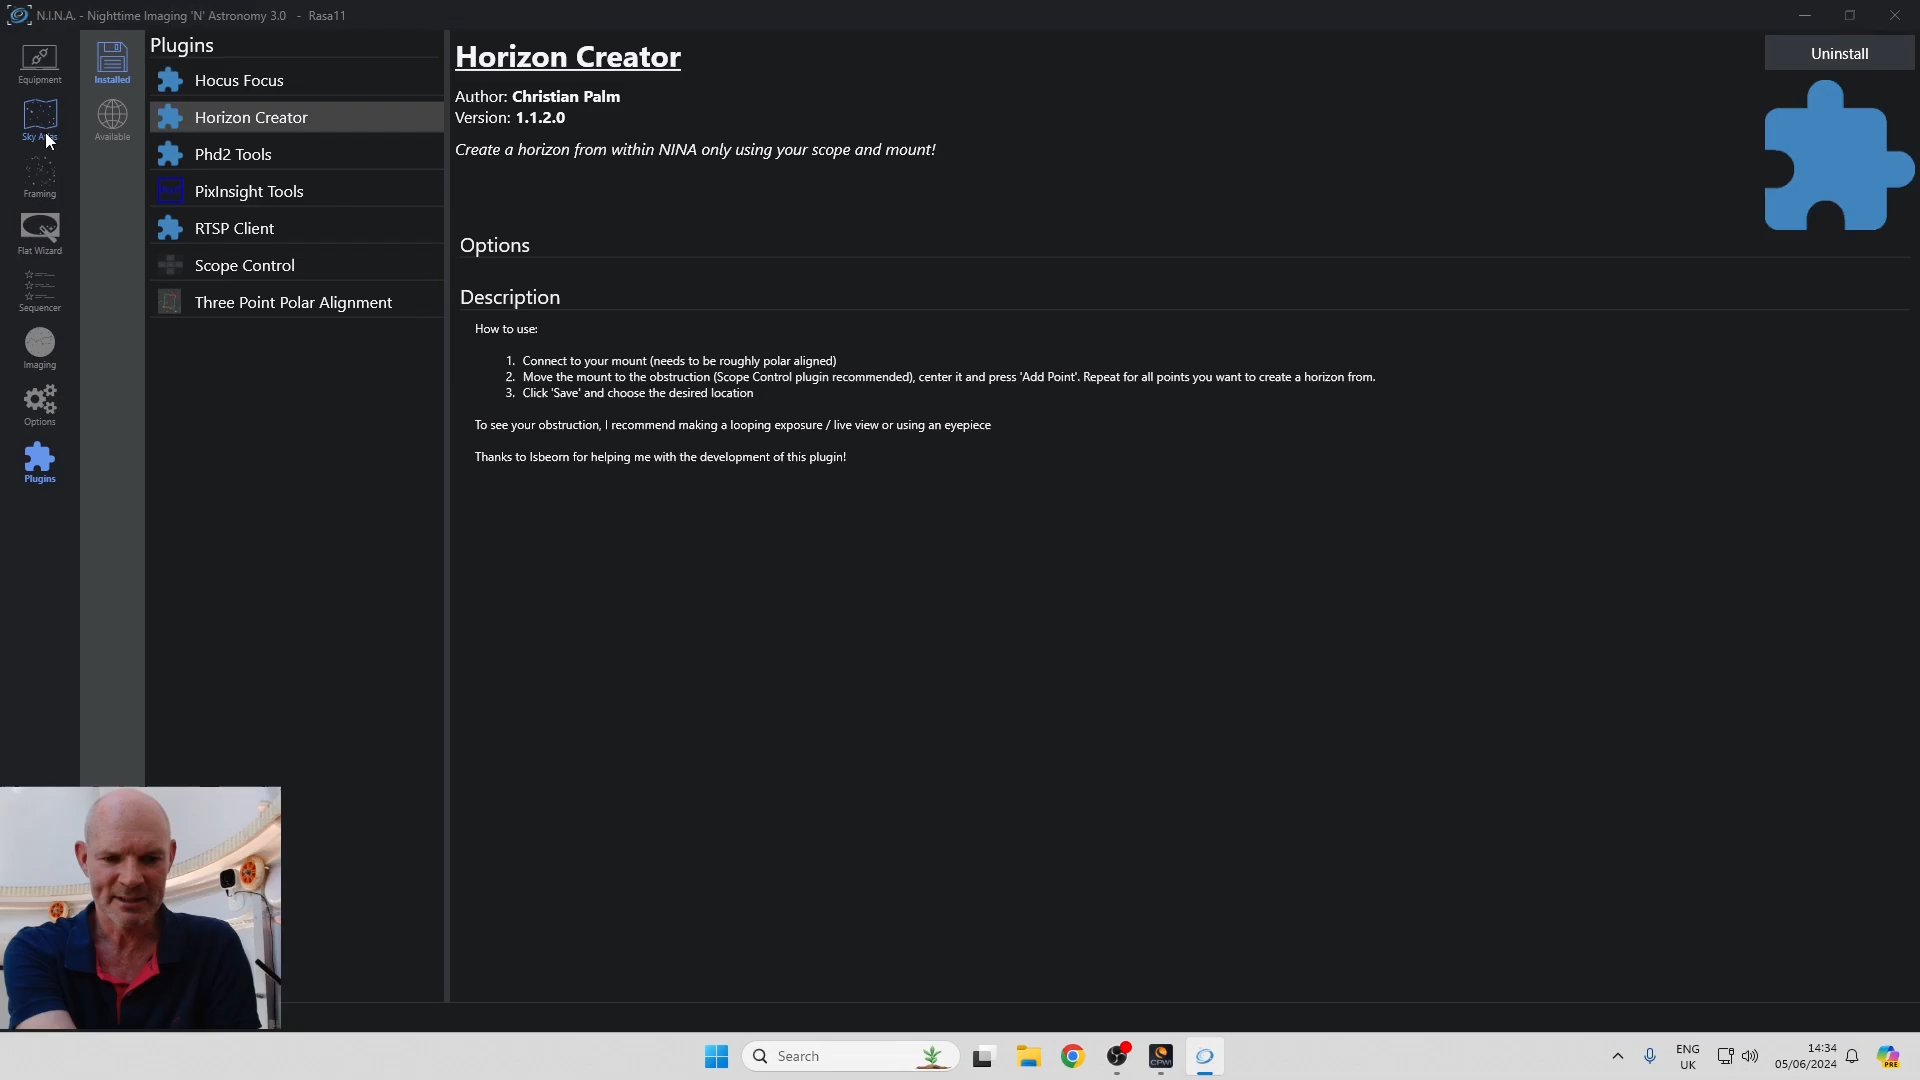 N.I.N.A. - Nighttime Imaging 'N' Astronomy 3.0 - Rasa11
Equipment
Sky Atlas
Framing
Flat Wizard
Sequencer
Imaging
Options
Plugins
Installed
Available
Plugins
Hocus Focus
Horizon Creator
Phd2 Tools
PixInsight Tools
RTSP Client
Scope Control
Three Point Polar Alignment
Horizon Creator
Uninstall
Author: Christian Palm
Version: 1.1.2.0
Create a horizon from within NINA only using your scope and mount!
Options
Description
How to use:
1. Connect to your mount (needs to be roughly polar aligned)
2. Move the mount to the obstruction (Scope Control plugin recommended), center it and press 'Add Point'. Repeat for all points you want to create a horizon from.
3. Click 'Save' and choose the desired location
To see your obstruction, I recommend making a looping exposure / live view or using an eyepiece
Thanks to Isbeorn for helping me with the development of this plugin!
Search
CPWI
ENG
UK
14:34
05/06/2024
PRE